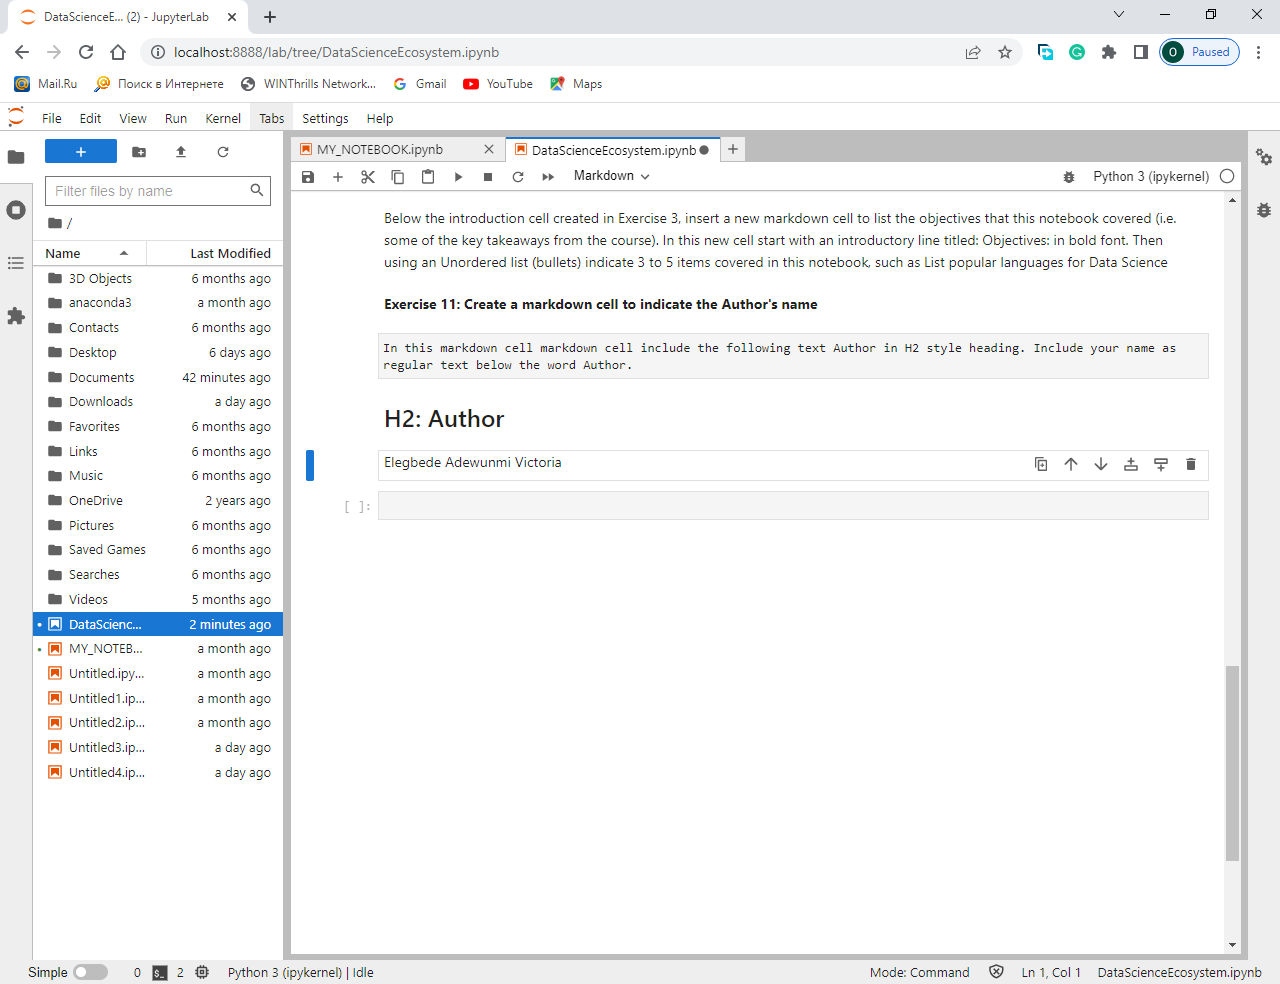 DataScienceE... (2) - JupyterLab
localhost:8888/lab/tree/DataScienceEcosystem.ipynb
O Paused
Mail.Ru
Поиск в Интернете
WINThrills Network...
Gmail
YouTube
Maps
File Edit View Run Kernel Tabs Settings Help
Filter files by name
/
Name Last Modified
3D Objects 6 months ago
anaconda3 a month ago
Contacts 6 months ago
Desktop 6 days ago
Documents 42 minutes ago
Downloads a day ago
Favorites 6 months ago
Links 6 months ago
Music 6 months ago
OneDrive 2 years ago
Pictures 6 months ago
Saved Games 6 months ago
Searches 6 months ago
Videos 5 months ago
DataScienc... 2 minutes ago
MY_NOTEB... a month ago
Untitled.ipy... a month ago
Untitled1.ip... a month ago
Untitled2.ip... a month ago
Untitled3.ip... a day ago
Untitled4.ip... a day ago
MY_NOTEBOOK.ipynb
DataScienceEcosystem.ipynb
Markdown
Python 3 (ipykernel)
Below the introduction cell created in Exercise 3, insert a new markdown cell to list the objectives that this notebook covered (i.e.
some of the key takeaways from the course). In this new cell start with an introductory line titled: Objectives: in bold font. Then
using an Unordered list (bullets) indicate 3 to 5 items covered in this notebook, such as List popular languages for Data Science
Exercise 11: Create a markdown cell to indicate the Author's name
In this markdown cell markdown cell include the following text Author in H2 style heading. Include your name as
regular text below the word Author.
H2: Author
Elegbede Adewunmi Victoria
[ ]:
Simple 0 $_ 2 Python 3 (ipykernel) | Idle
Mode: Command Ln 1, Col 1 DataScienceEcosystem.ipynb